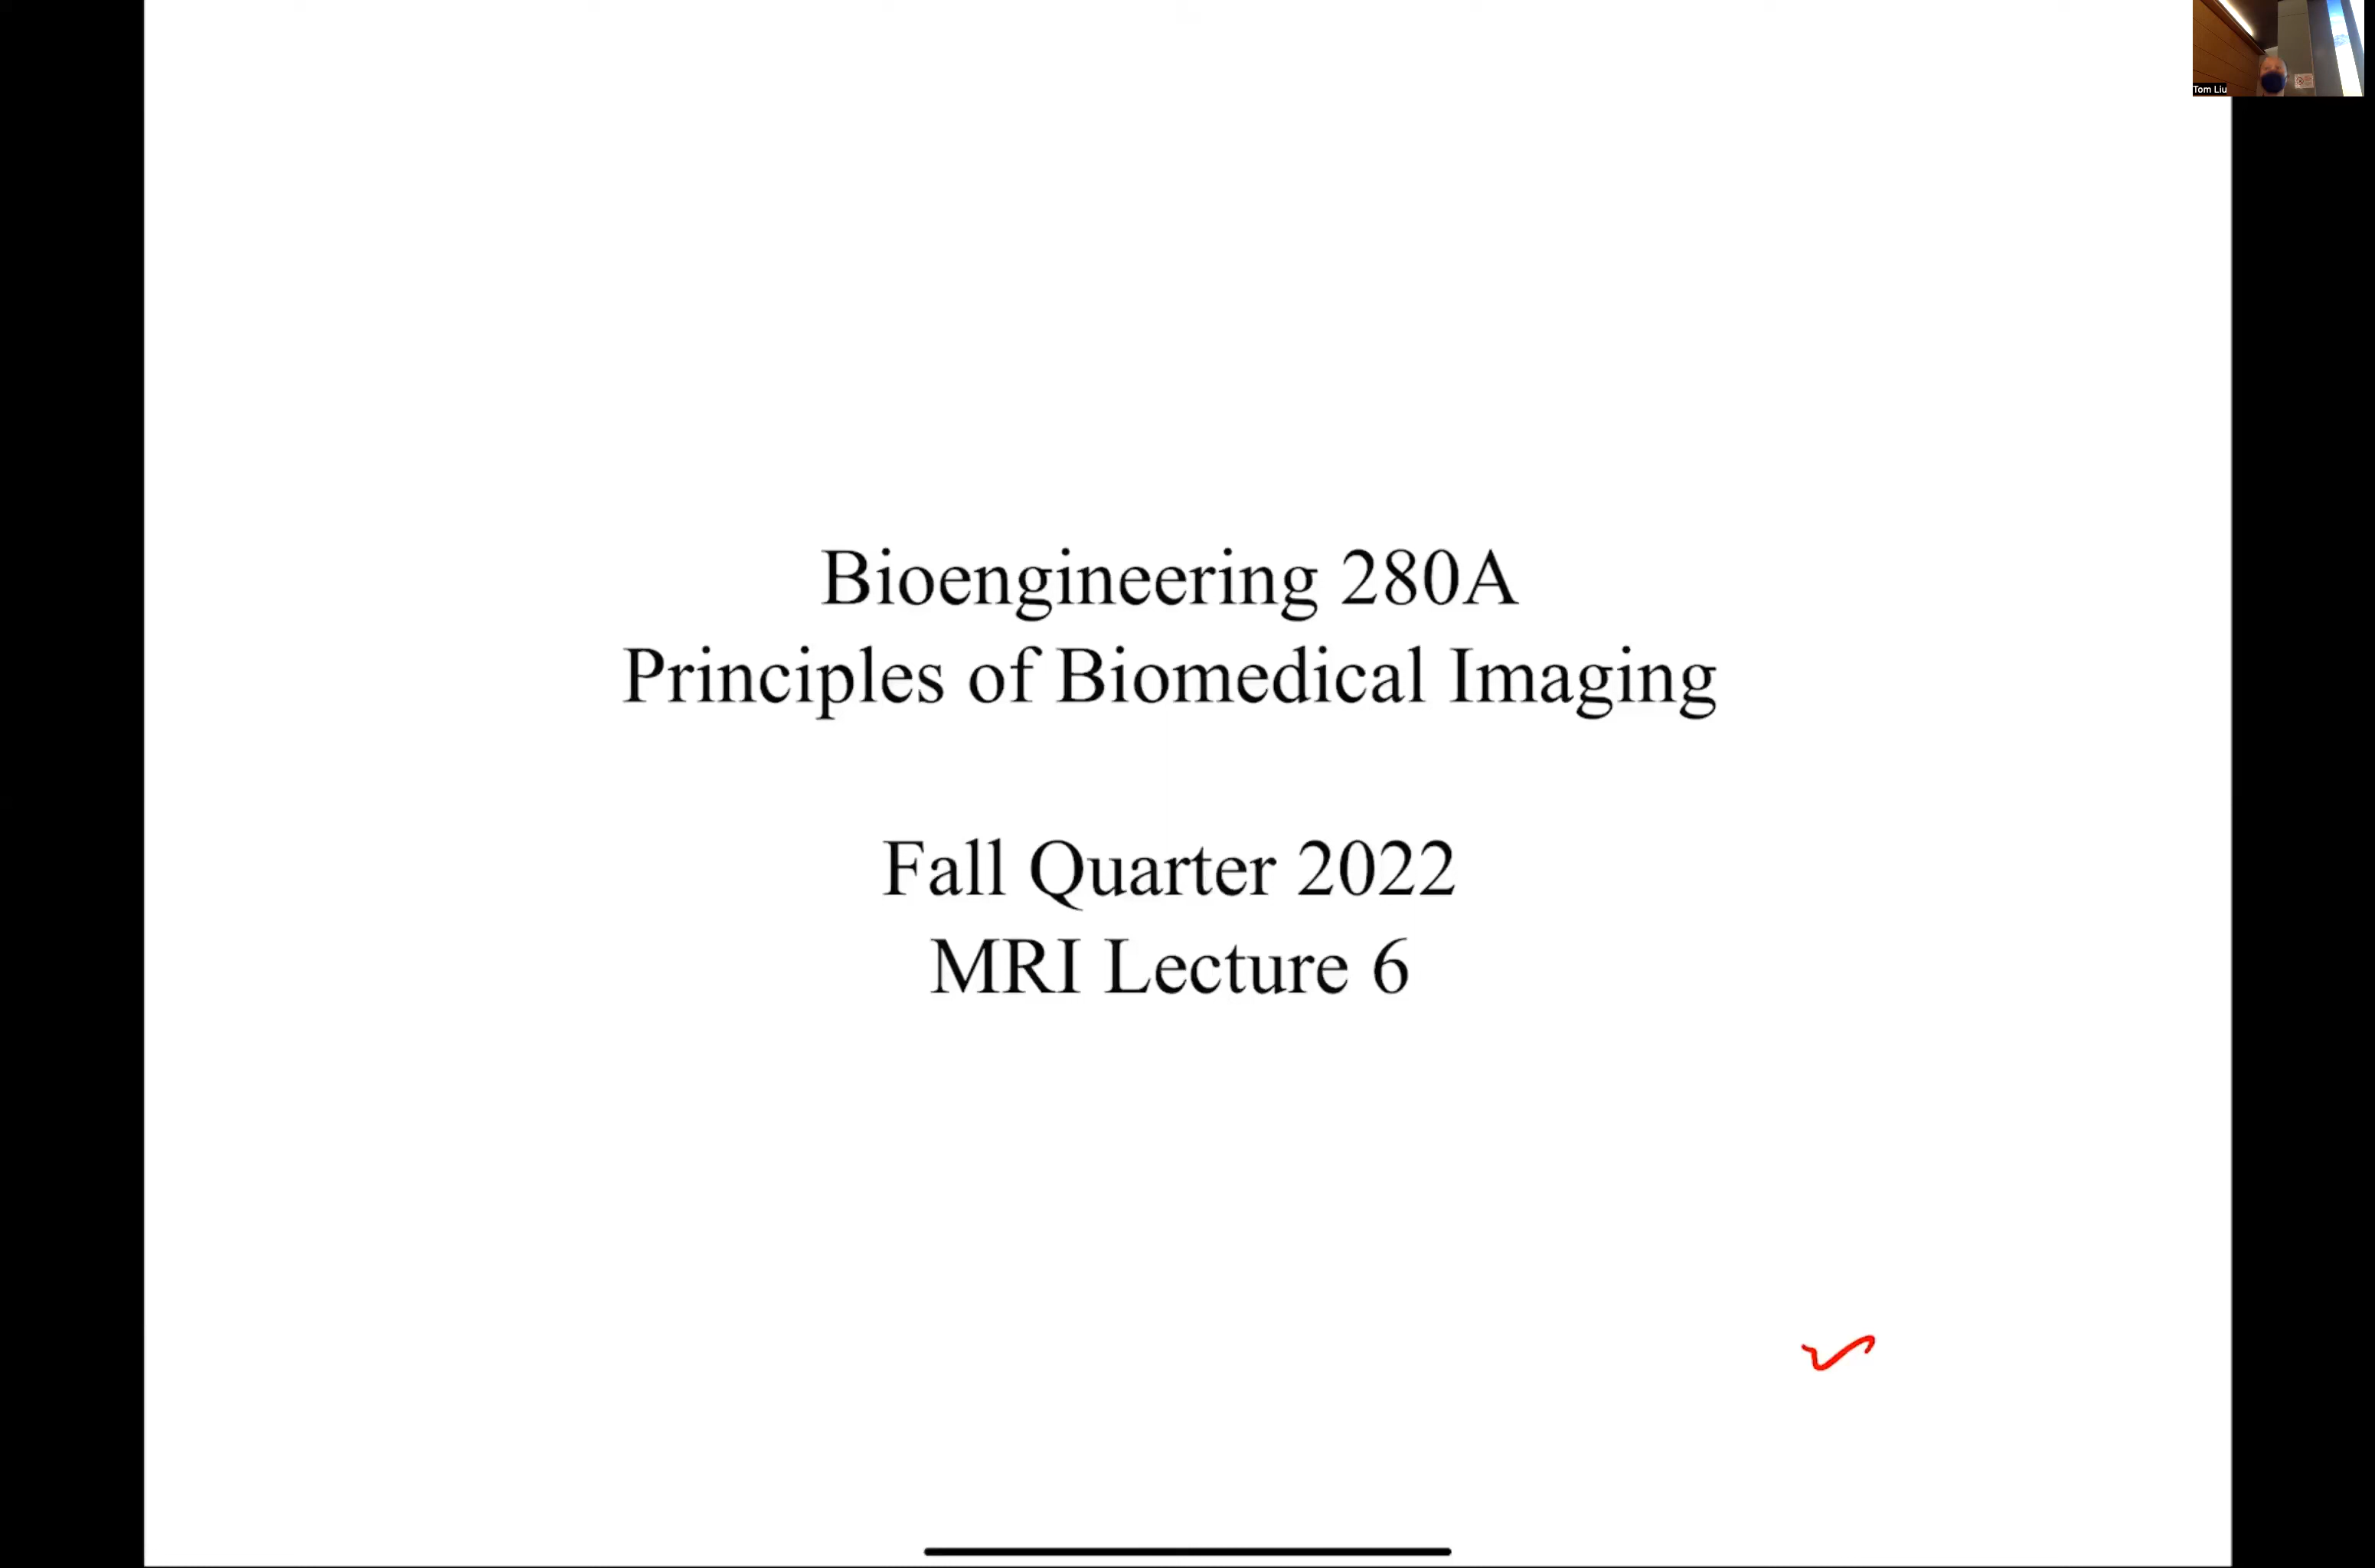 Bioengineering 280A
Principles of Biomedical Imaging
Fall Quarter 2022
MRI Lecture 6
Tom Liu